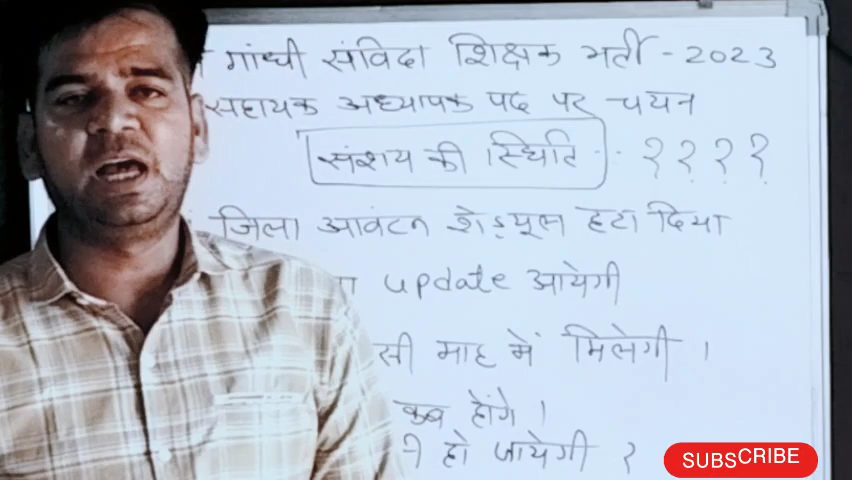 गांधी संविदा शिक्षक भर्ती - 2023
सहायक अध्यापक पद पर चयन
संशय की स्थिति . . ? ? ? ?
जिला आवंटन शेड्यूल हटा दिया
update आयेगी
सी माह में मिलेगी ।
कब होंगे ।
हो जायेगी ?
SUBSCRIBE